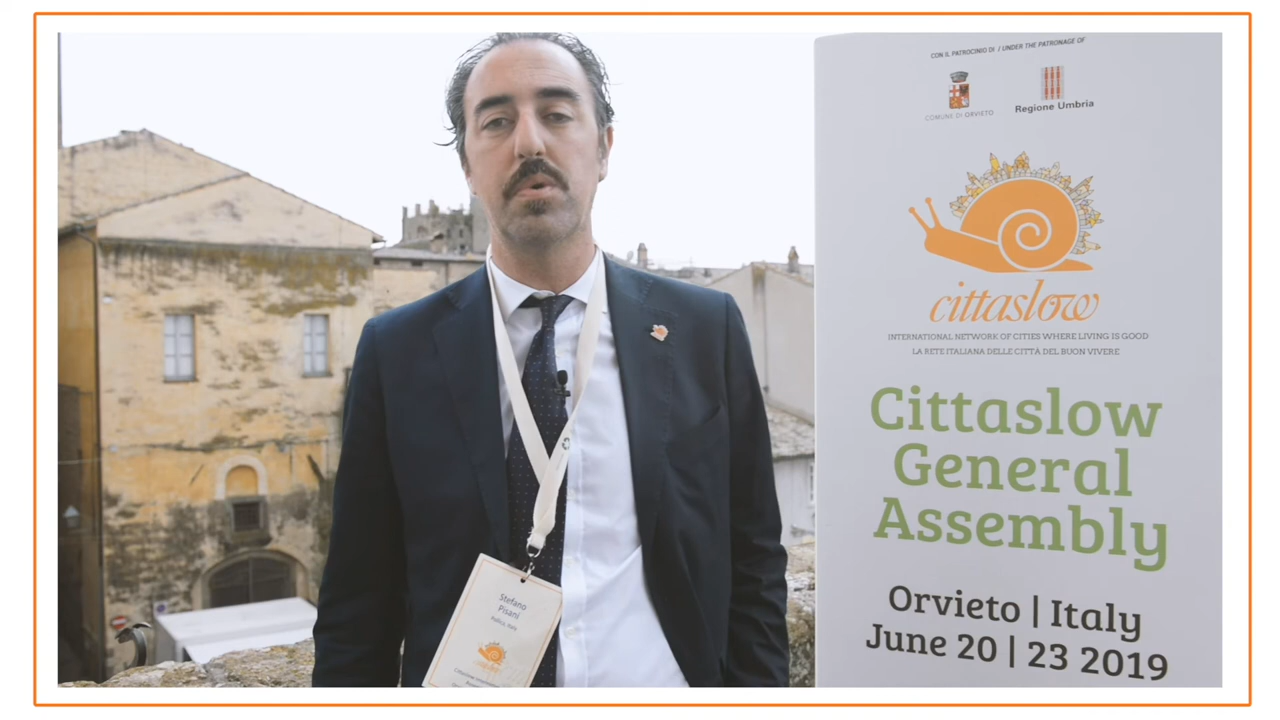 CON IL PATROCINIO DI / UNDER THE PATRONAGE OF
COMUNE DI ORVIETO
Regione Umbria
cittaslow
INTERNATIONAL NETWORK OF CITIES WHERE LIVING IS GOOD
LA RETE ITALIANA DELLE CITTÀ DEL BUON VIVERE
Cittaslow
General
Assembly
Orvieto | Italy
June 20 | 23 2019
Stefano
Pisani
Pollica, Italy